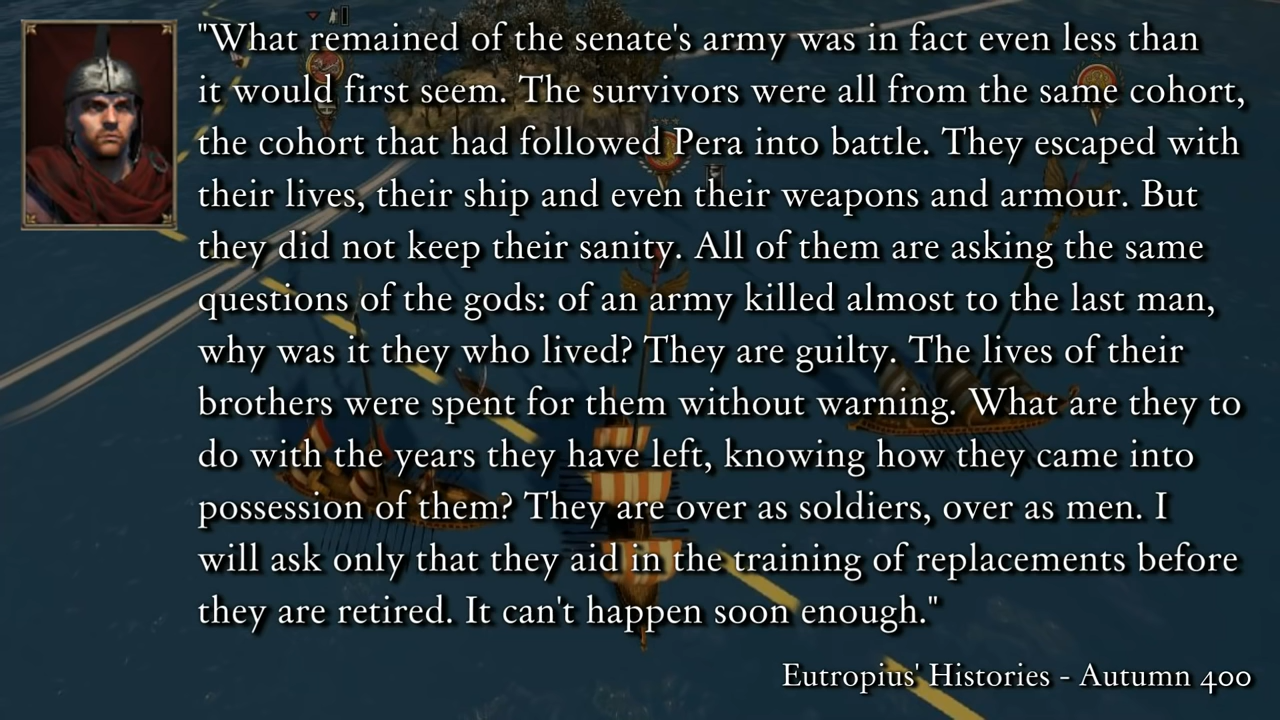 "What remained of the senate's army was in fact even less than
it would first seem. The survivors were all from the same cohort,
the cohort that had followed Pera into battle. They escaped with
their lives, their ship and even their weapons and armour. But
they did not keep their sanity. All of them are asking the same
questions of the gods: of an army killed almost to the last man,
why was it they who lived? They are guilty. The lives of their
brothers were spent for them without warning. What are they to
do with the years they have left, knowing how they came into
possession of them? They are over as soldiers, over as men. I
will ask only that they aid in the training of replacements before
they are retired. It can't happen soon enough."
Eutropius' Histories - Autumn 400